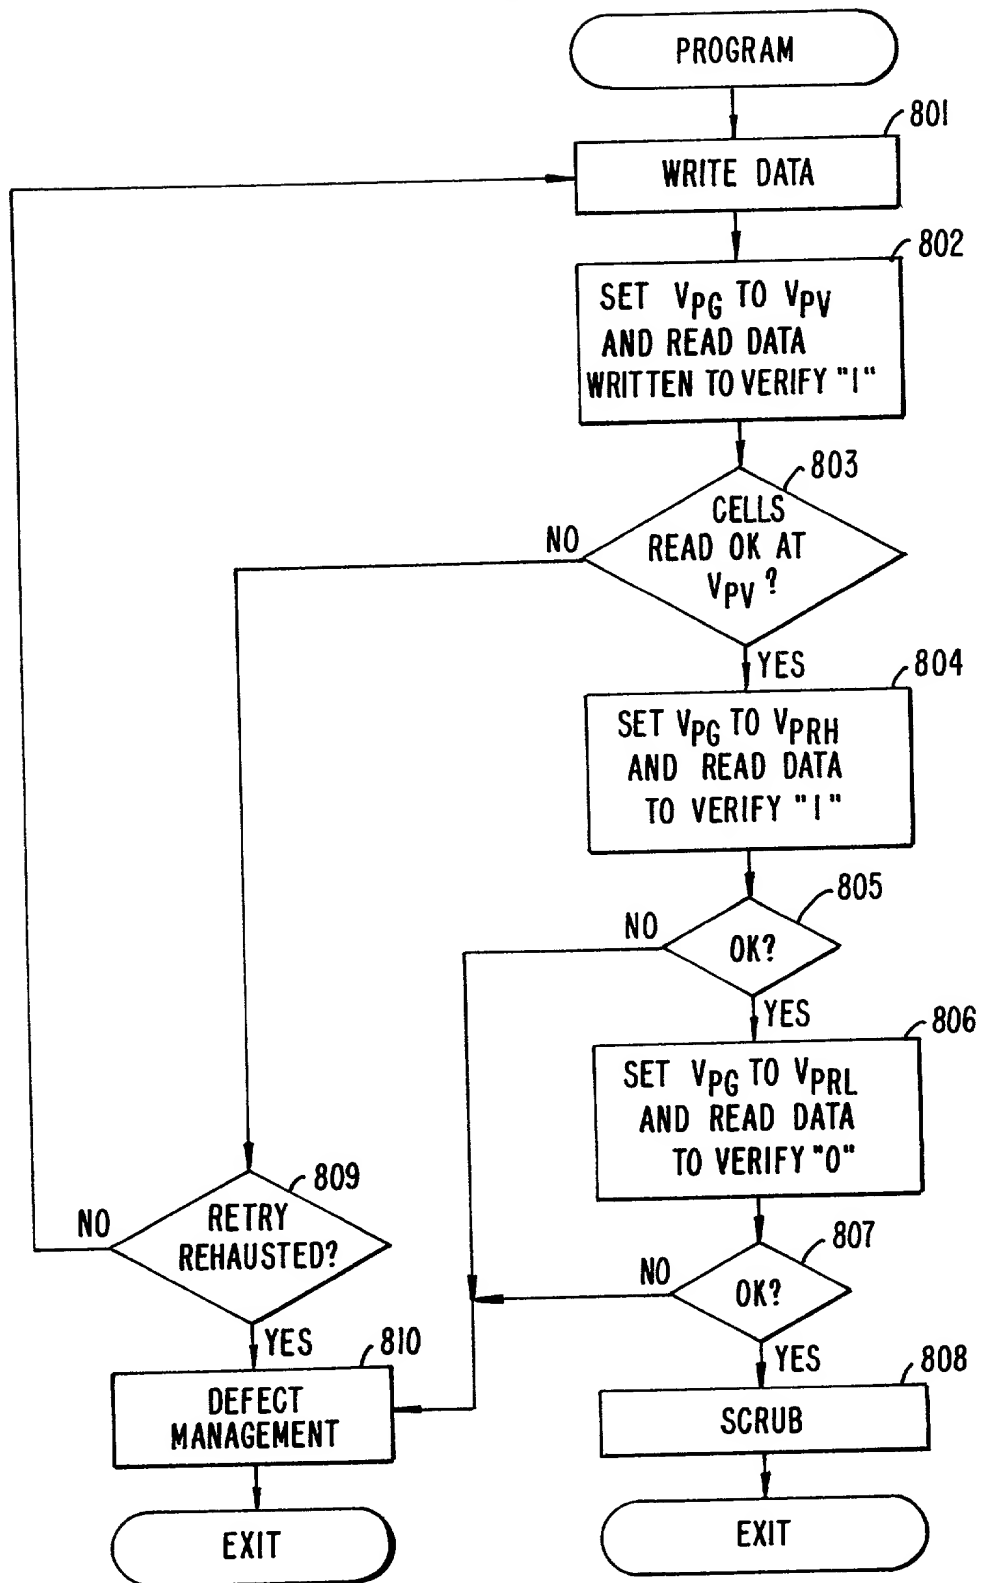 PROGRAM
801
WRITE DATA
802
SET VPG TO VPV
AND READ DATA
WRITTEN TO VERIFY "1"
803
CELLS
READ OK AT
VPV ?
NO
YES
804
SET VPG TO VPRH
AND READ DATA
TO VERIFY "1"
805
OK?
NO
YES
806
SET VPG TO VPRL
AND READ DATA
TO VERIFY "0"
807
OK?
NO
YES
808
SCRUB
EXIT
809
RETRY
REHAUSTED?
NO
YES
810
DEFECT
MANAGEMENT
EXIT